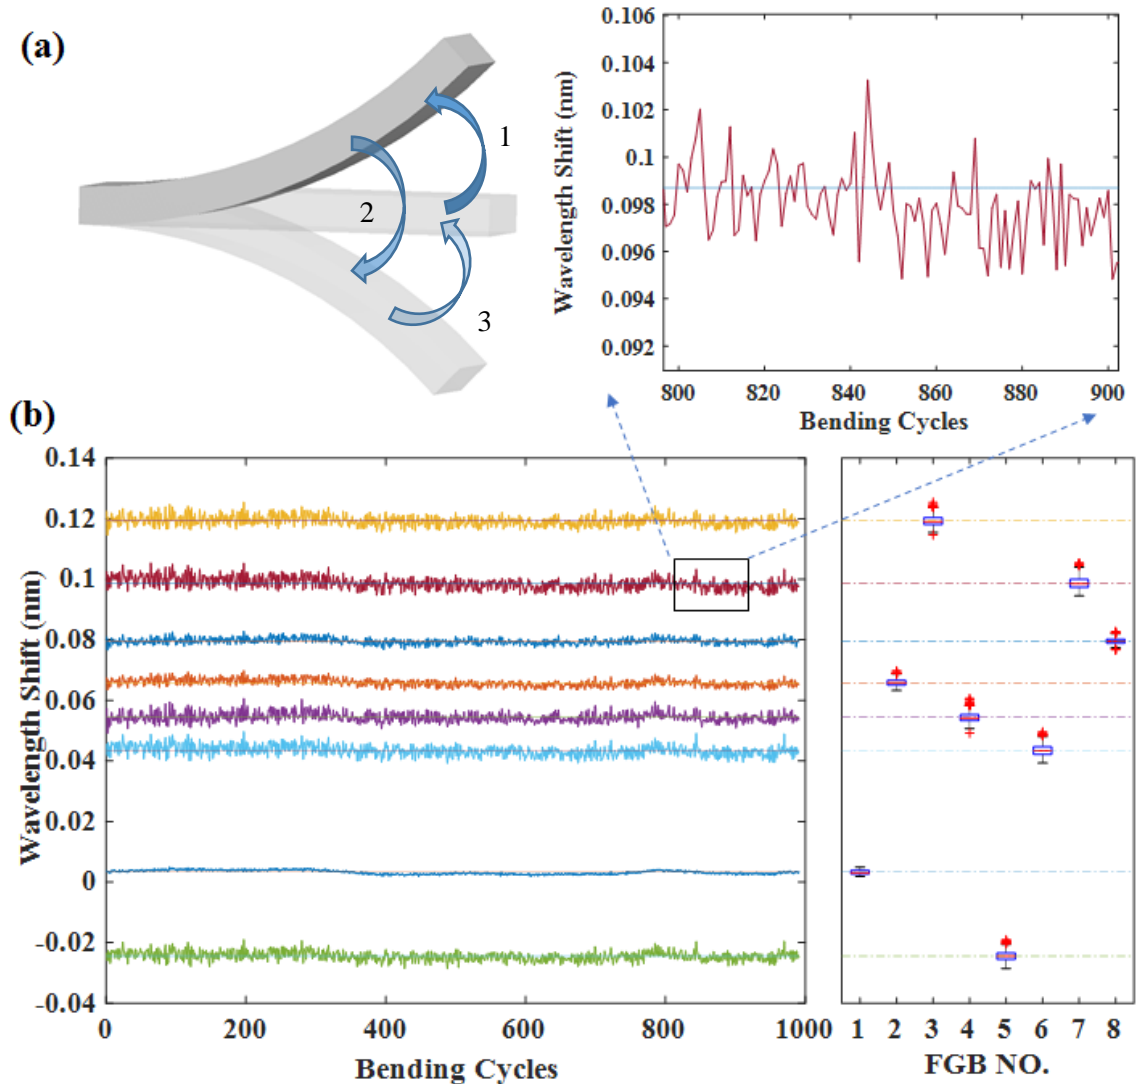 (a)
1
2
3
0.106
0.104
0.102
0.1
0.098
0.096
0.094
0.092
Wavelength Shift (nm)
800 820 840 860 880 900
Bending Cycles
(b)
0.14
0.12
0.1
0.08
0.06
0.04
0.02
0
-0.02
-0.04
Wavelength Shift (nm)
0 200 400 600 800 1000
Bending Cycles
1 2 3 4 5 6 7 8
FGB NO.